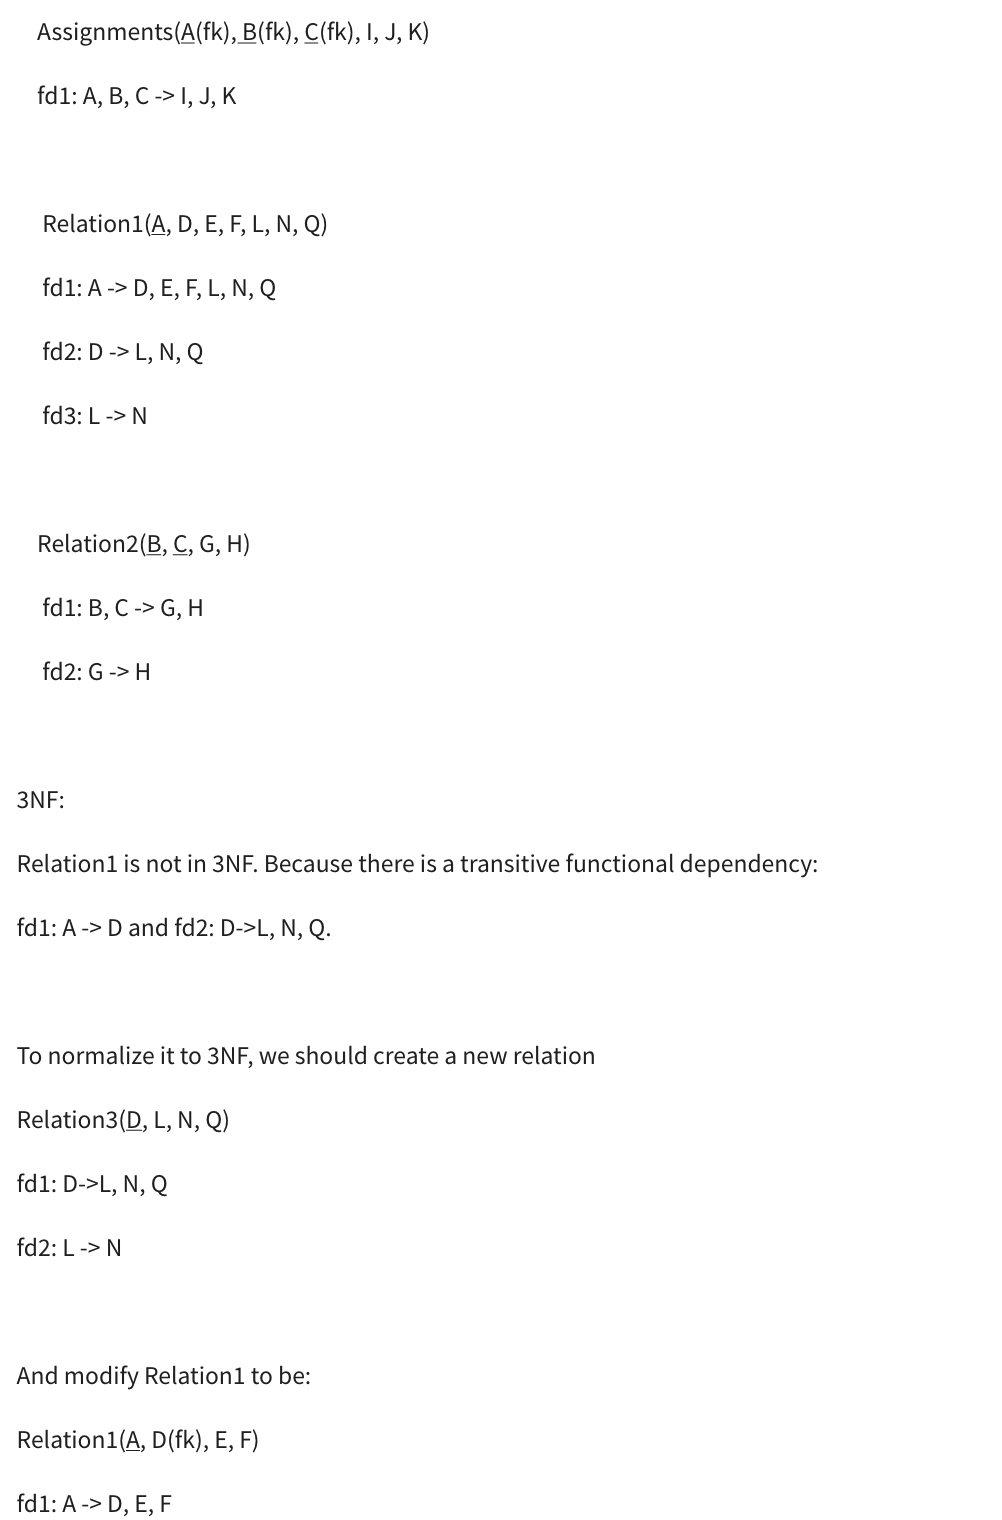 Assignments(A(fk), B(fk), C(fk), I, J, K)
fd1: A, B, C -> I, J, K
Relation1(A, D, E, F, L, N, Q)
fd1: A -> D, E, F, L, N, Q
fd2: D -> L, N, Q
fd3: L -> N
Relation2(B, C, G, H)
fd1: B, C -> G, H
fd2: G -> H
3NF:
Relation1 is not in 3NF. Because there is a transitive functional dependency:
fd1: A -> D and fd2: D->L, N, Q.
To normalize it to 3NF, we should create a new relation
Relation3(D, L, N, Q)
fd1: D->L, N, Q
fd2: L -> N
And modify Relation1 to be:
Relation1(A, D(fk), E, F)
fd1: A -> D, E, F